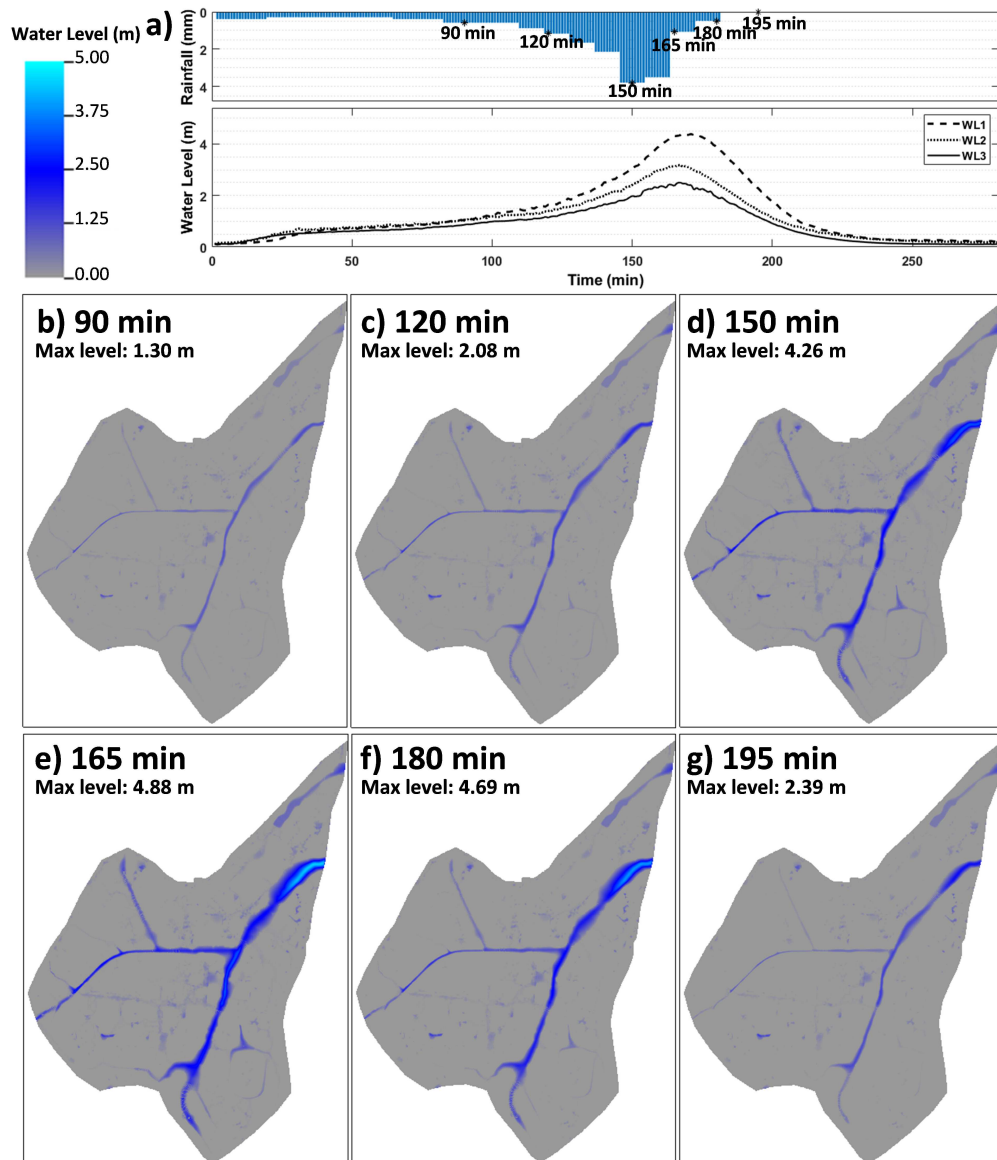 Water Level (m)
5.00
3.75
2.50
1.25
0.00
a)
Rainfall (mm)
0
2
4
90 min
120 min
150 min
165 min
180 min
195 min
Water Level (m)
4
2
0
WL1
WL2
WL3
0
50
100
150
200
250
Time (min)
b) 90 min
Max level: 1.30 m
c) 120 min
Max level: 2.08 m
d) 150 min
Max level: 4.26 m
e) 165 min
Max level: 4.88 m
f) 180 min
Max level: 4.69 m
g) 195 min
Max level: 2.39 m